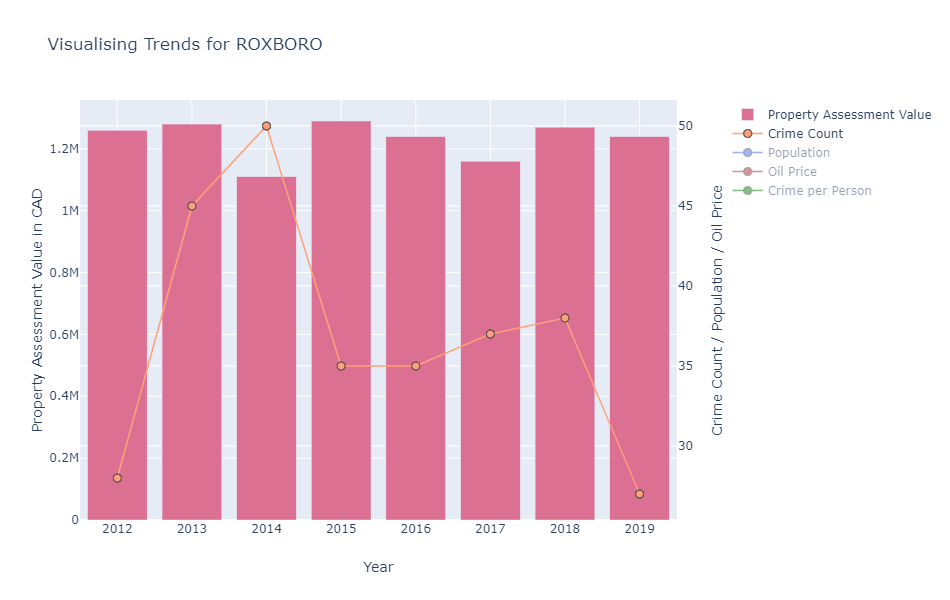 Visualising Trends for ROXBORO
Property Assessment Value in CAD
1.2M
1M
0.8M
0.6M
0.4M
0.2M
0
50
45
40
35
30
Crime Count / Population / Oil Price
2012 2013 2014 2015 2016 2017 2018 2019
Year
Property Assessment Value
Crime Count
Population
Oil Price
Crime per Person